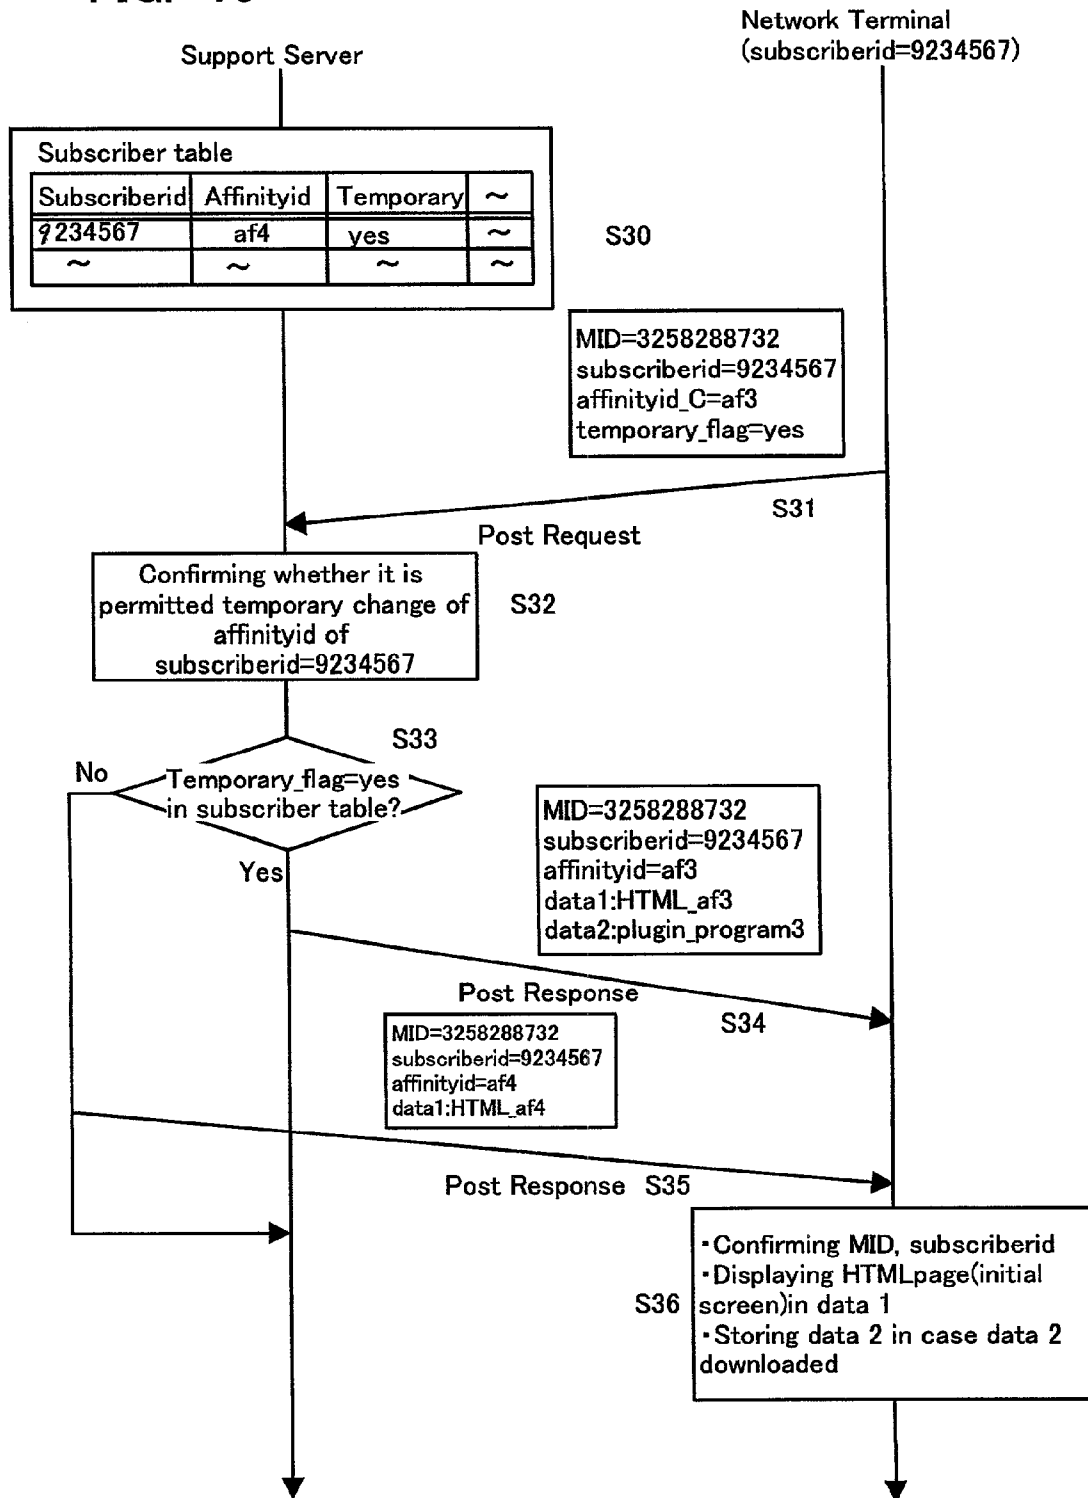 Network Terminal
(subscriberid=9234567)
Support Server
Subscriber table
Subscriberid Affinityid Temporary ~
9234567 af4 yes ~
~ ~ ~ ~
S30
MID=3258288732
subscriberid=9234567
affinityid_C=af3
temporary_flag=yes
S31
Post Request
Confirming whether it is
permitted temporary change of
affinityid of
subscriberid=9234567
S32
S33
No
Temporary_flag=yes
in subscriber table?
Yes
MID=3258288732
subscriberid=9234567
affinityid=af3
data1:HTML_af3
data2:plugin_program3
Post Response
S34
MID=3258288732
subscriberid=9234567
affinityid=af4
data1:HTML_af4
Post Response S35
S36
・Confirming MID, subscriberid
・Displaying HTMLpage(initial
screen)in data 1
・Storing data 2 in case data 2
downloaded